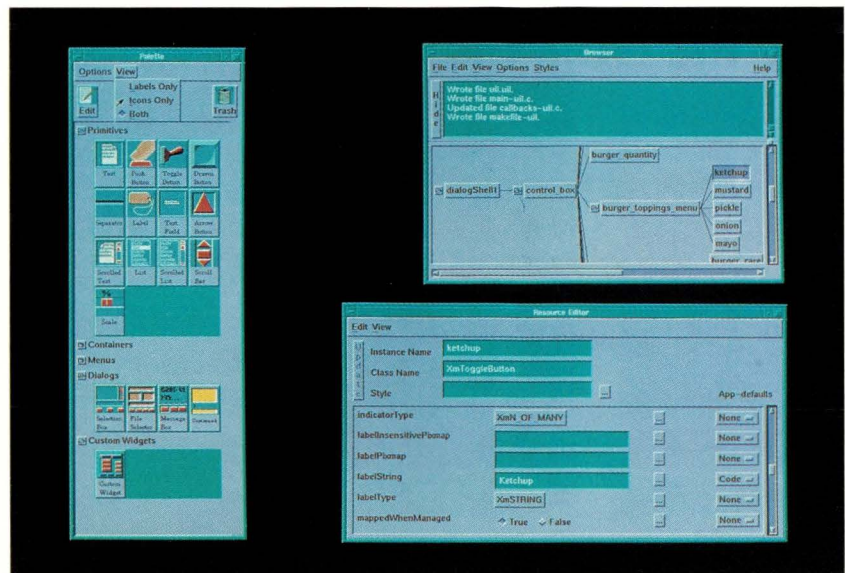 Palette
Options View
Labels Only
Icons Only
Both
Edit
Trash
Primitives
Text
Push Button
Toggle Button
Drawn Button
Separator
Label
Text Field
Arrow Button
Scrolled Text
List
Scrolled List
Scroll Bar
Scale
Containers
Menus
Dialogs
Selection Box
File Selector
Message Box
Command
Custom Widgets
Custom Widget
Browser
File Edit View Options Styles Help
Hide
Wrote file uil.uil.
Wrote file main-uil.c.
Updated file callbacks-uil.c.
Wrote file makefile-uil.
burger_quantity
dialogShell1
control_box
burger_toppings_menu
ketchup
mustard
pickle
onion
mayo
Resource Editor
Edit View
Update
Instance Name ketchup
Class Name XmToggleButton
Style
App-defaults
indicatorType XmN_OF_MANY ... None
labelInsensitivePixmap ... None
labelPixmap ... None
labelString Ketchup ... Code
labelType XmSTRING ... None
mappedWhenManaged True False ... None